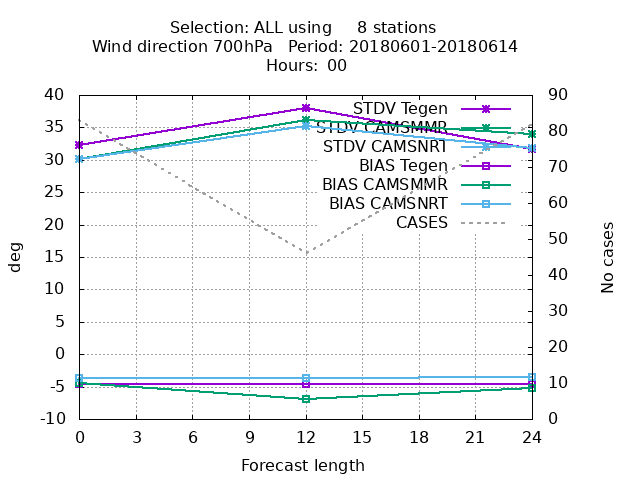 Selection: ALL using 8 stations
Wind direction 700hPa Period: 20180601-20180614
Hours: 00
40 90
35 80
30 70
25 60
20 50
15 40
10 30
5 20
0 10
-5 0
-10
deg
No cases
STDV Tegen
STDV CAMSMMR
STDV CAMSNRT
BIAS Tegen
BIAS CAMSMMR
BIAS CAMSNRT
CASES
0 3 6 9 12 15 18 21 24
Forecast length